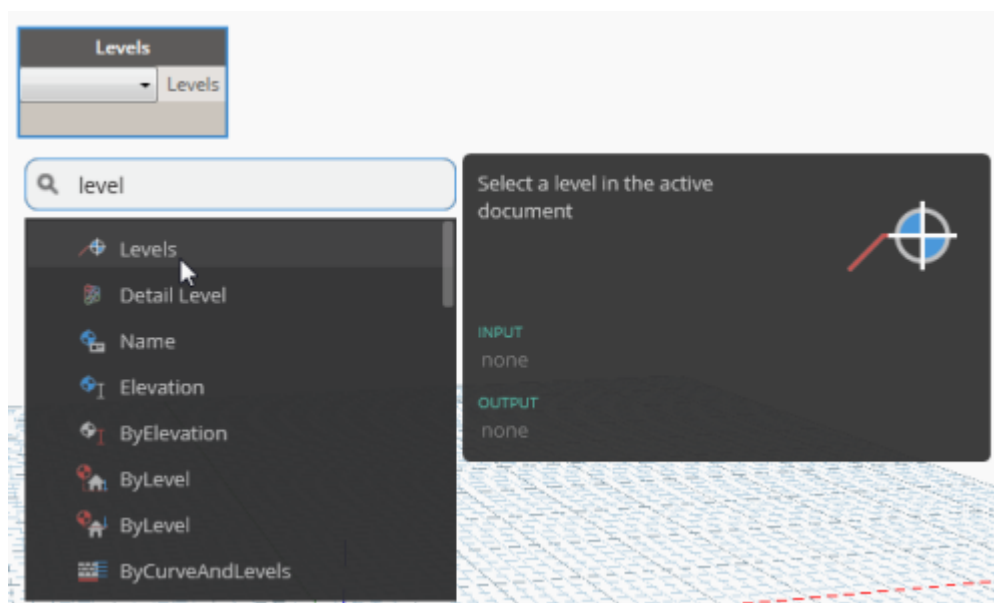 Levels
Levels
level
Levels
Detail Level
Name
Elevation
ByElevation
ByLevel
ByLevel
ByCurveAndLevels
Select a level in the active
document
INPUT
none
OUTPUT
none